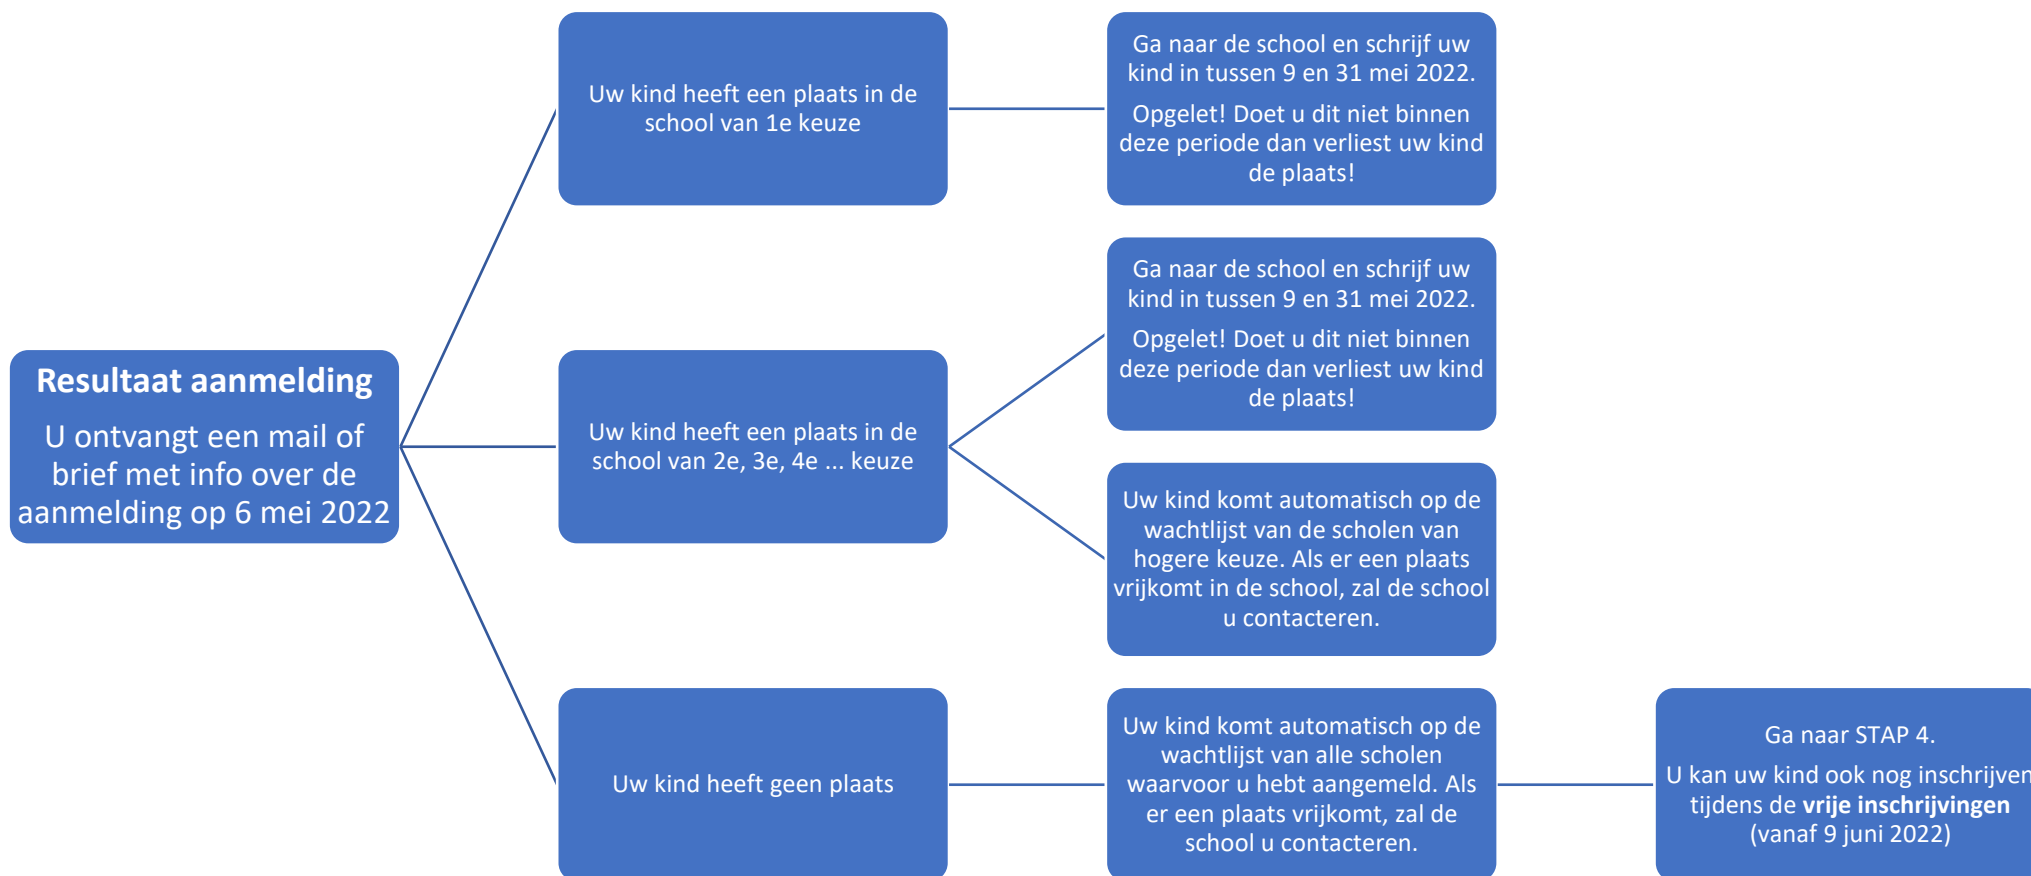 Resultaat aanmelding
U ontvangt een mail of
brief met info over de
aanmelding op 6 mei 2022
Uw kind heeft een plaats in de
school van 1e keuze
Ga naar de school en schrijf uw
kind in tussen 9 en 31 mei 2022.
Opgelet! Doet u dit niet binnen
deze periode dan verliest uw kind
de plaats!
Uw kind heeft een plaats in de
school van 2e, 3e, 4e ... keuze
Ga naar de school en schrijf uw
kind in tussen 9 en 31 mei 2022.
Opgelet! Doet u dit niet binnen
deze periode dan verliest uw kind
de plaats!
Uw kind komt automatisch op de
wachtlijst van de scholen van
hogere keuze. Als er een plaats
vrijkomt in de school, zal de school
u contacteren.
Uw kind heeft geen plaats
Uw kind komt automatisch op de
wachtlijst van alle scholen
waarvoor u hebt aangemeld. Als
er een plaats vrijkomt, zal de
school u contacteren.
Ga naar STAP 4.
U kan uw kind ook nog inschrijven
tijdens de vrije inschrijvingen
(vanaf 9 juni 2022)